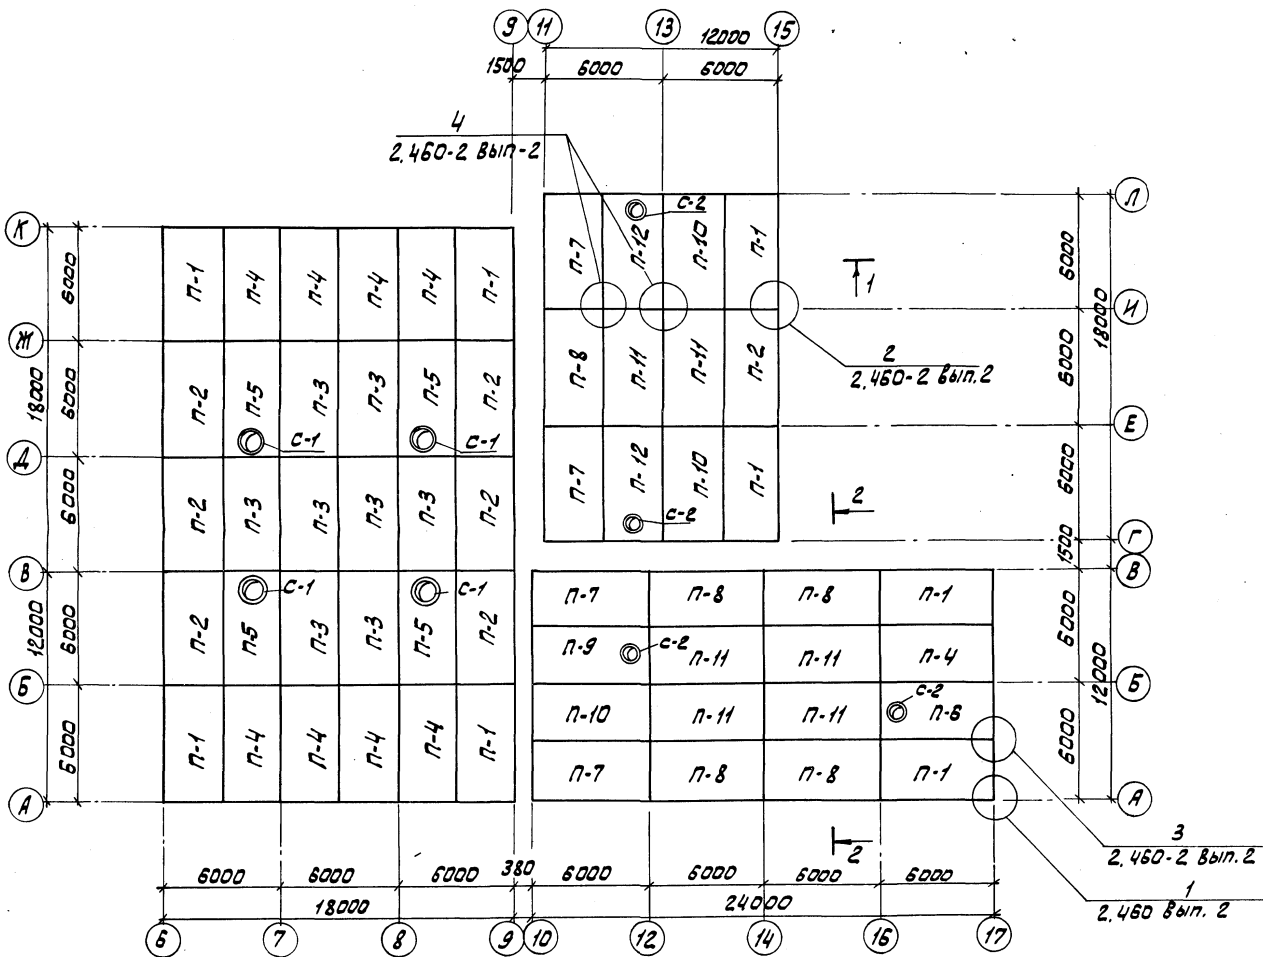 9 11 13 15
12000
1500 6000 6000
4
2.460-2 Вып-2
К Ж Д В Б А
6000 6000 6000 6000 6000
18000 12000
П-1 П-4 П-4 П-4 П-4 П-1
П-2 П-5 П-3 П-3 П-5 П-2
С-1 С-1
П-2 П-3 П-3 П-3 П-3 П-2
С-1 С-1
П-2 П-5 П-3 П-3 П-5 П-2
П-1 П-4 П-4 П-4 П-4 П-1
С-2
П-7 П-12 П-10 П-1
1
П-8 П-11 П-11 П-2
2
2.460-2 Вып.2
П-7 П-12 П-10 П-1
С-2
2
П-7 П-8 П-8 П-1
П-9 С-2 П-11 П-11 П-4
П-10 П-11 П-11 С-2 П-6
П-7 П-8 П-8 П-1
2
Л И Е Г В Б А
6000 6000 6000 1500 6000 6000
18000 12000
3
2.460-2 Вып.2
1
2.460 Вып. 2
6000 6000 6000 380 6000 6000 6000 6000
18000 24000
6 7 8 9 10 12 14 16 17